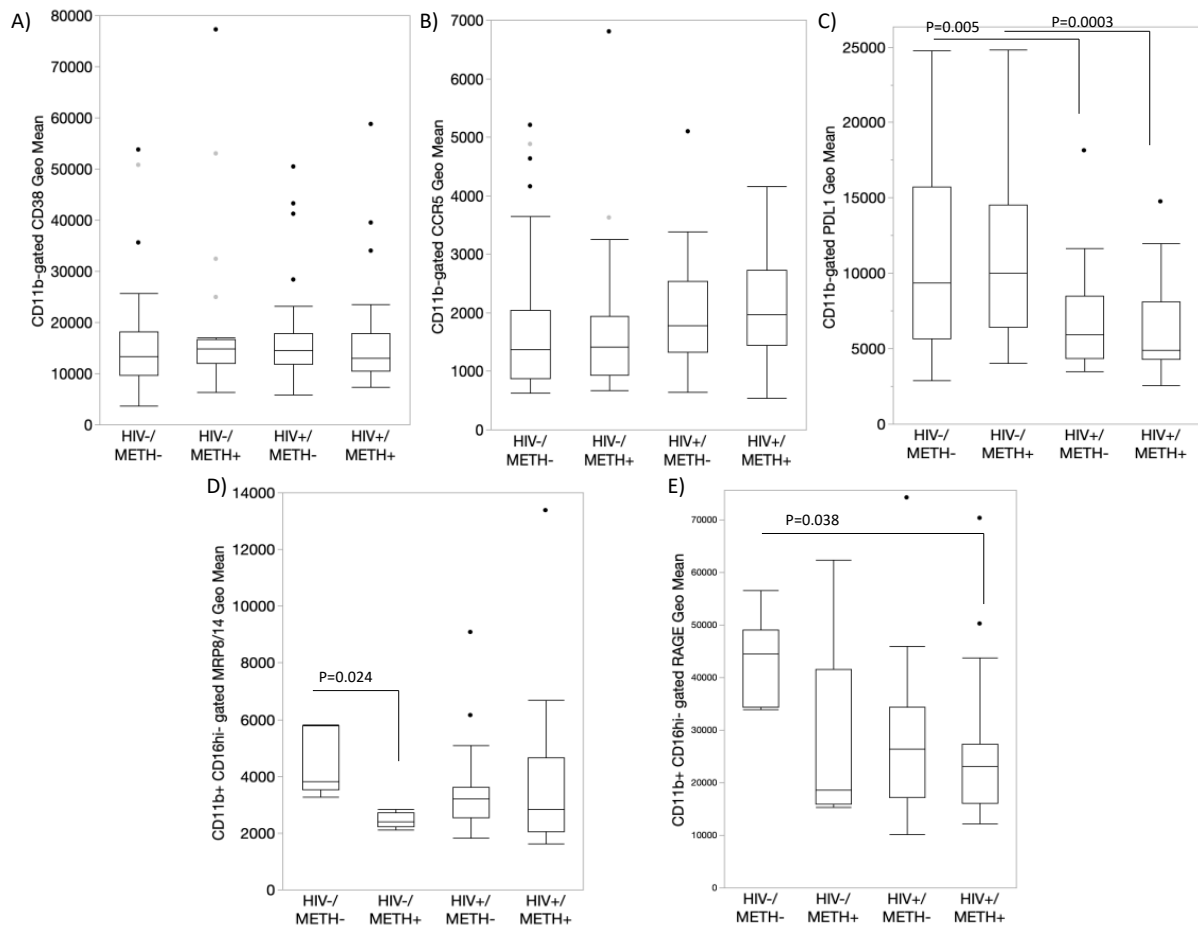 A)
CD11b-gated CD38 Geo Mean
80000
70000
60000
50000
40000
30000
20000
10000
0
HIV-/ HIV-/ HIV+/ HIV+/
METH- METH+ METH- METH+
B)
CD11b-gated CCR5 Geo Mean
7000
6000
5000
4000
3000
2000
1000
0
HIV-/ HIV-/ HIV+/ HIV+/
METH- METH+ METH- METH+
C)
CD11b-gated PDL1 Geo Mean
P=0.005 P=0.0003
25000
20000
15000
10000
5000
0
HIV-/ HIV-/ HIV+/ HIV+/
METH- METH+ METH- METH+
D)
CD11b+ CD16hi- gated MRP8/14 Geo Mean
14000
12000
10000
8000
P=0.024
6000
4000
2000
0
HIV-/ HIV-/ HIV+/ HIV+/
METH- METH+ METH- METH+
E)
CD11b+ CD16hi- gated RAGE Geo Mean
P=0.038
70000
60000
50000
40000
30000
20000
10000
0
HIV-/ HIV-/ HIV+/ HIV+/
METH- METH+ METH- METH+